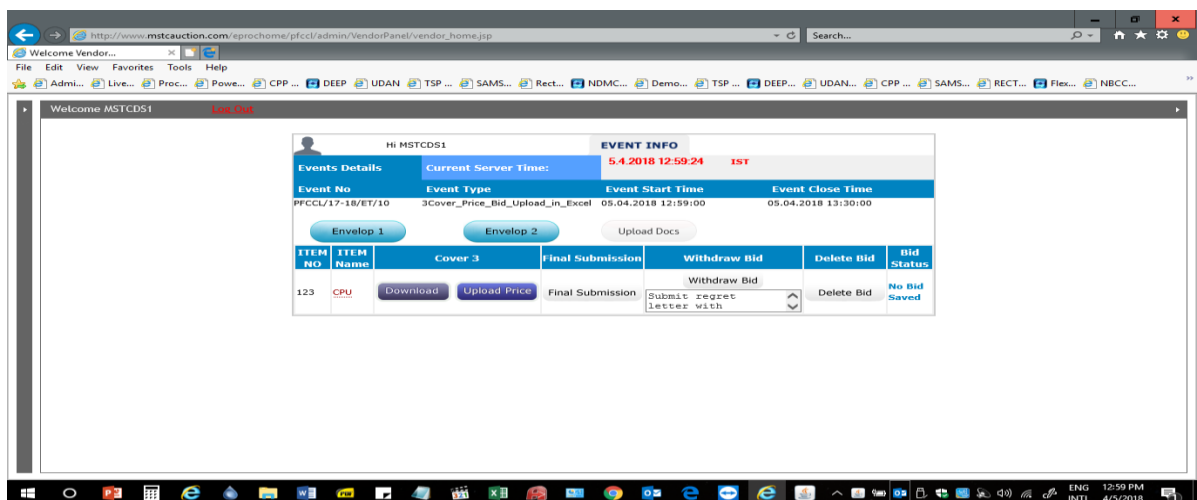 http://www.mstcauction.com/eprochome/pfccl/admin/VendorPanel/vendor_home.jsp
Search...
Welcome Vendor...
File Edit View Favorites Tools Help
Admi... Live... Proc... Powe... CPP ... DEEP UDAN TSP ... SAMS... Rect... NDMC... Demo... TSP ... DEEP... UDAN... CPP ... SAMS... RECT... Flex... NBCC...
Welcome MSTCDS1 Log Out
Hi MSTCDS1 EVENT INFO
Events Details Current Server Time: 5.4.2018 12:59:24 IST
Event No Event Type Event Start Time Event Close Time
PFCCL/17-18/ET/10 3Cover_Price_Bid_Upload_in_Excel 05.04.2018 12:59:00 05.04.2018 13:30:00
Envelop 1 Envelop 2 Upload Docs
ITEM NO ITEM Name Cover 3 Final Submission Withdraw Bid Delete Bid Bid Status
123 CPU Download Upload Price Final Submission Withdraw Bid Delete Bid No Bid Saved
Submit regret
letter with
ENG 12:59 PM
INTL 4/5/2018